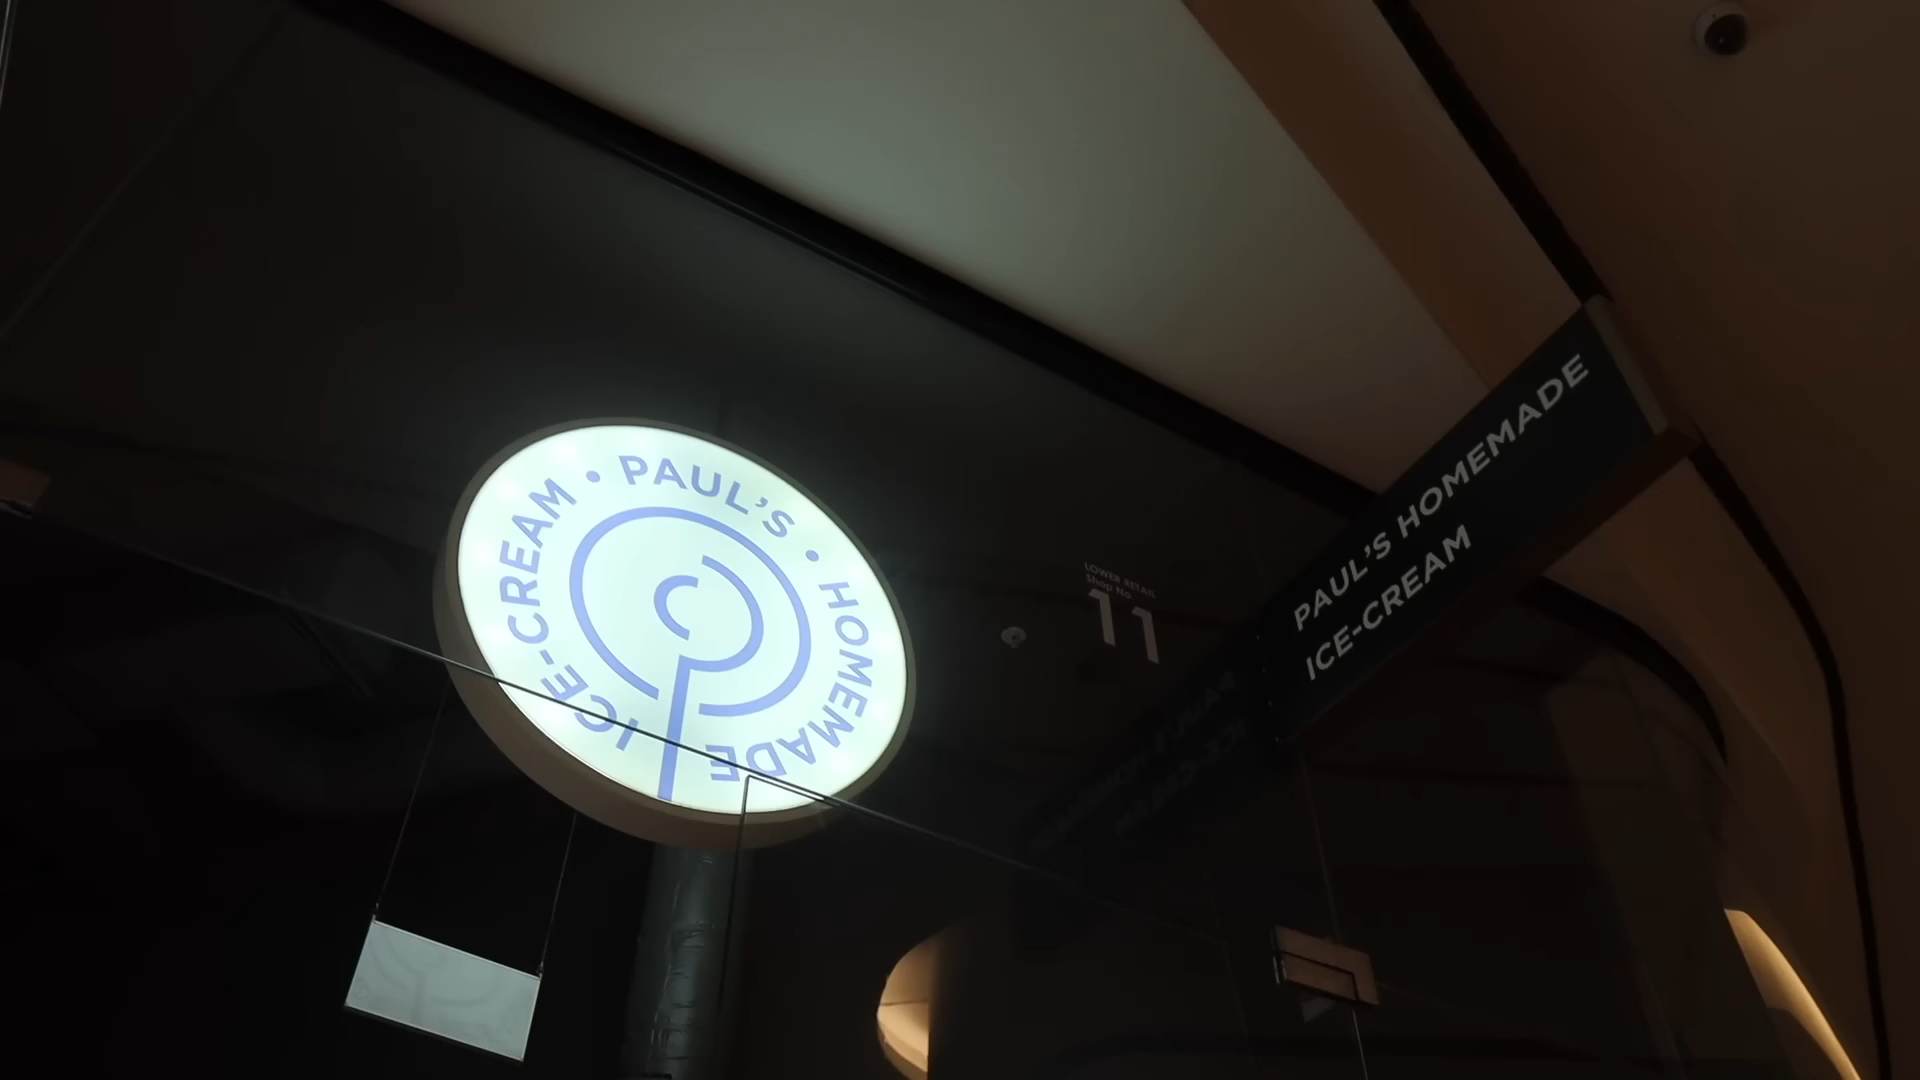 PAUL'S • HOMEMADE ICE-CREAM •
LOWER RETAIL
Shop No
11
PAUL'S HOMEMADE
ICE-CREAM